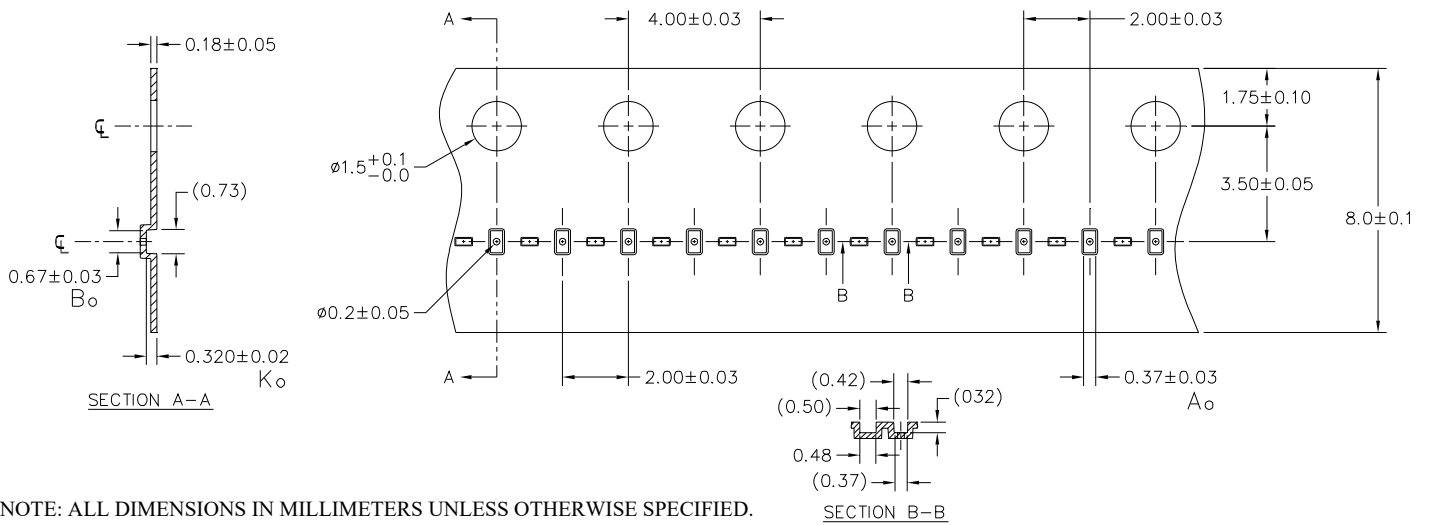 A
4.00±0.03
2.00±0.03
0.18±0.05
1.75±0.10
℄
ø1.5+0.1
-0.0
(0.73)
3.50±0.05
8.0±0.1
℄
0.67±0.03
Bo
B
B
ø0.2±0.05
0.320±0.02
Ko
A
2.00±0.03
(0.42)
0.37±0.03
Ao
SECTION A-A
(0.50)
(032)
0.48
(0.37)
NOTE: ALL DIMENSIONS IN MILLIMETERS UNLESS OTHERWISE SPECIFIED.
SECTION B-B